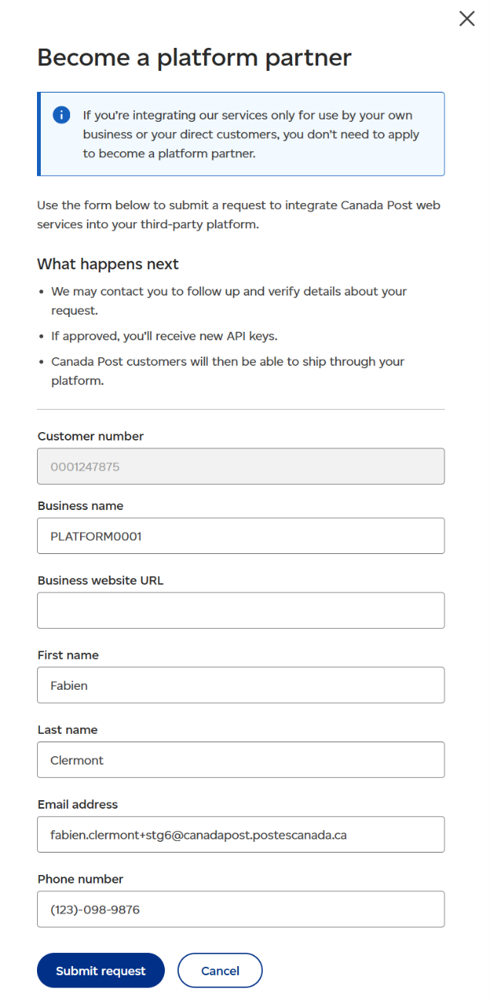 Become a platform partner
If you're integrating our services only for use by your own
business or your direct customers, you don't need to apply
to become a platform partner.
Use the form below to submit a request to integrate Canada Post web
services into your third-party platform.
What happens next
• We may contact you to follow up and verify details about your
request.
• If approved, you'll receive new API keys.
• Canada Post customers will then be able to ship through your
platform.
Customer number
0001247875
Business name
PLATFORM0001
Business website URL
First name
Fabien
Last name
Clermont
Email address
fabien.clermont+stg6@canadapost.postescanada.ca
Phone number
(123)-098-9876
Submit request Cancel